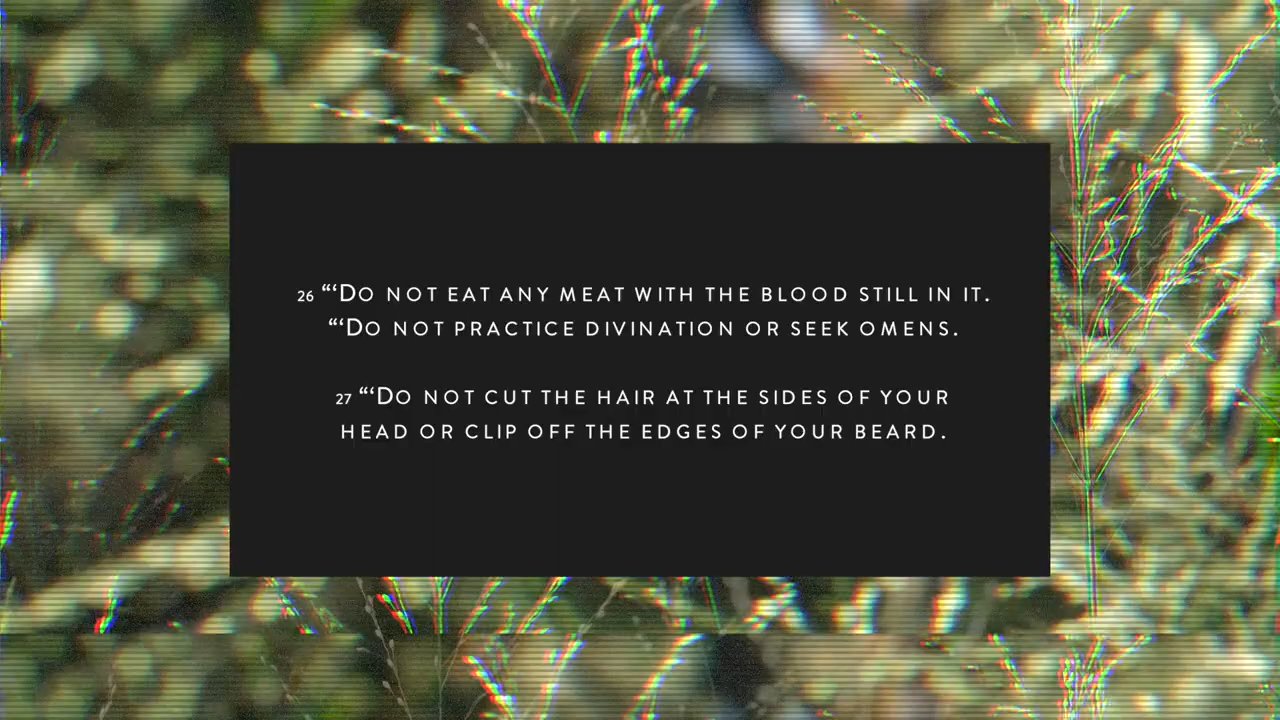 26 “‘Do not eat any meat with the blood still in it.
“‘Do not practice divination or seek omens.
27 “‘Do not cut the hair at the sides of your
head or clip off the edges of your beard.